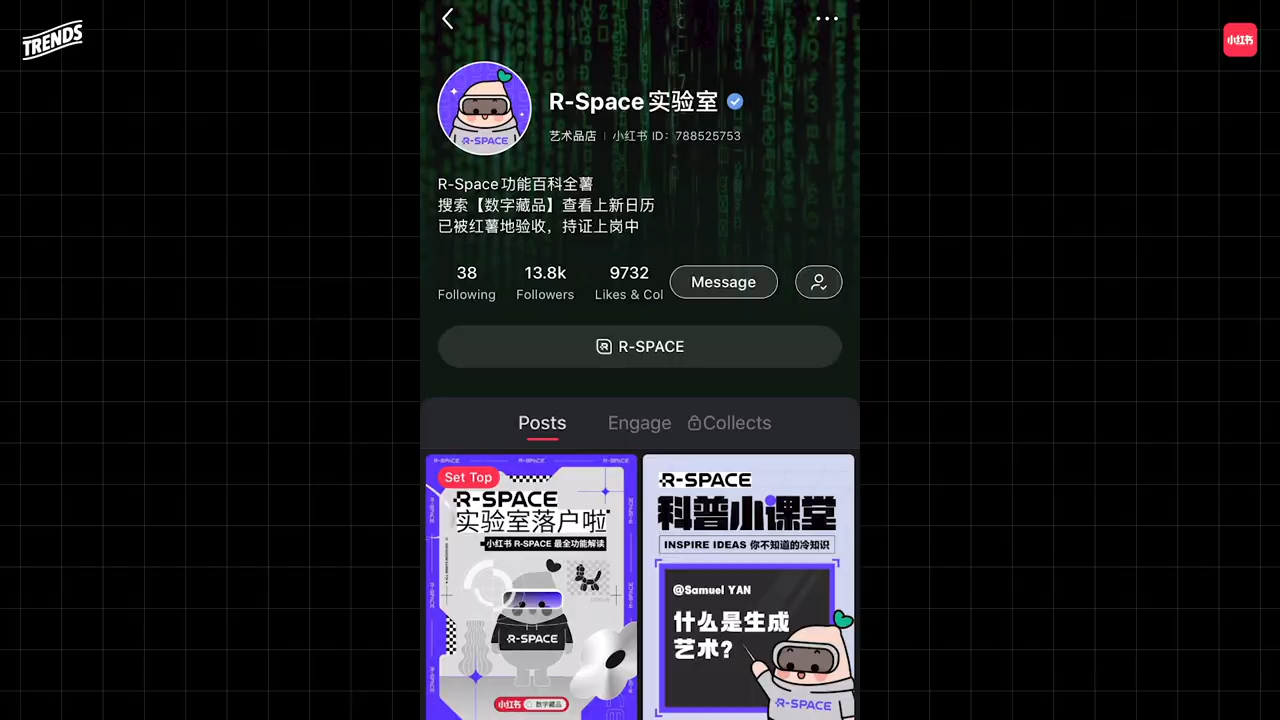 TRENDS
小红书
R-Space实验室
R-SPACE
艺术品店 | 小红书 ID：788525753
R-Space功能百科全薯
搜索【数字藏品】查看上新日历
已被红薯地验收，持证上岗中
38
13.8k
9732
Following
Followers
Likes & Col
Message
R-SPACE
Posts
Engage
Collects
Set Top
R-SPACE
实验室落户啦
小红书 R-SPACE 最全功能解读
R-SPACE
小红书 数字藏品
R-SPACE
科普小课堂
INSPIRE IDEAS 你不知道的冷知识
@Samuel YAN
什么是生成
艺术?
R-SPACE